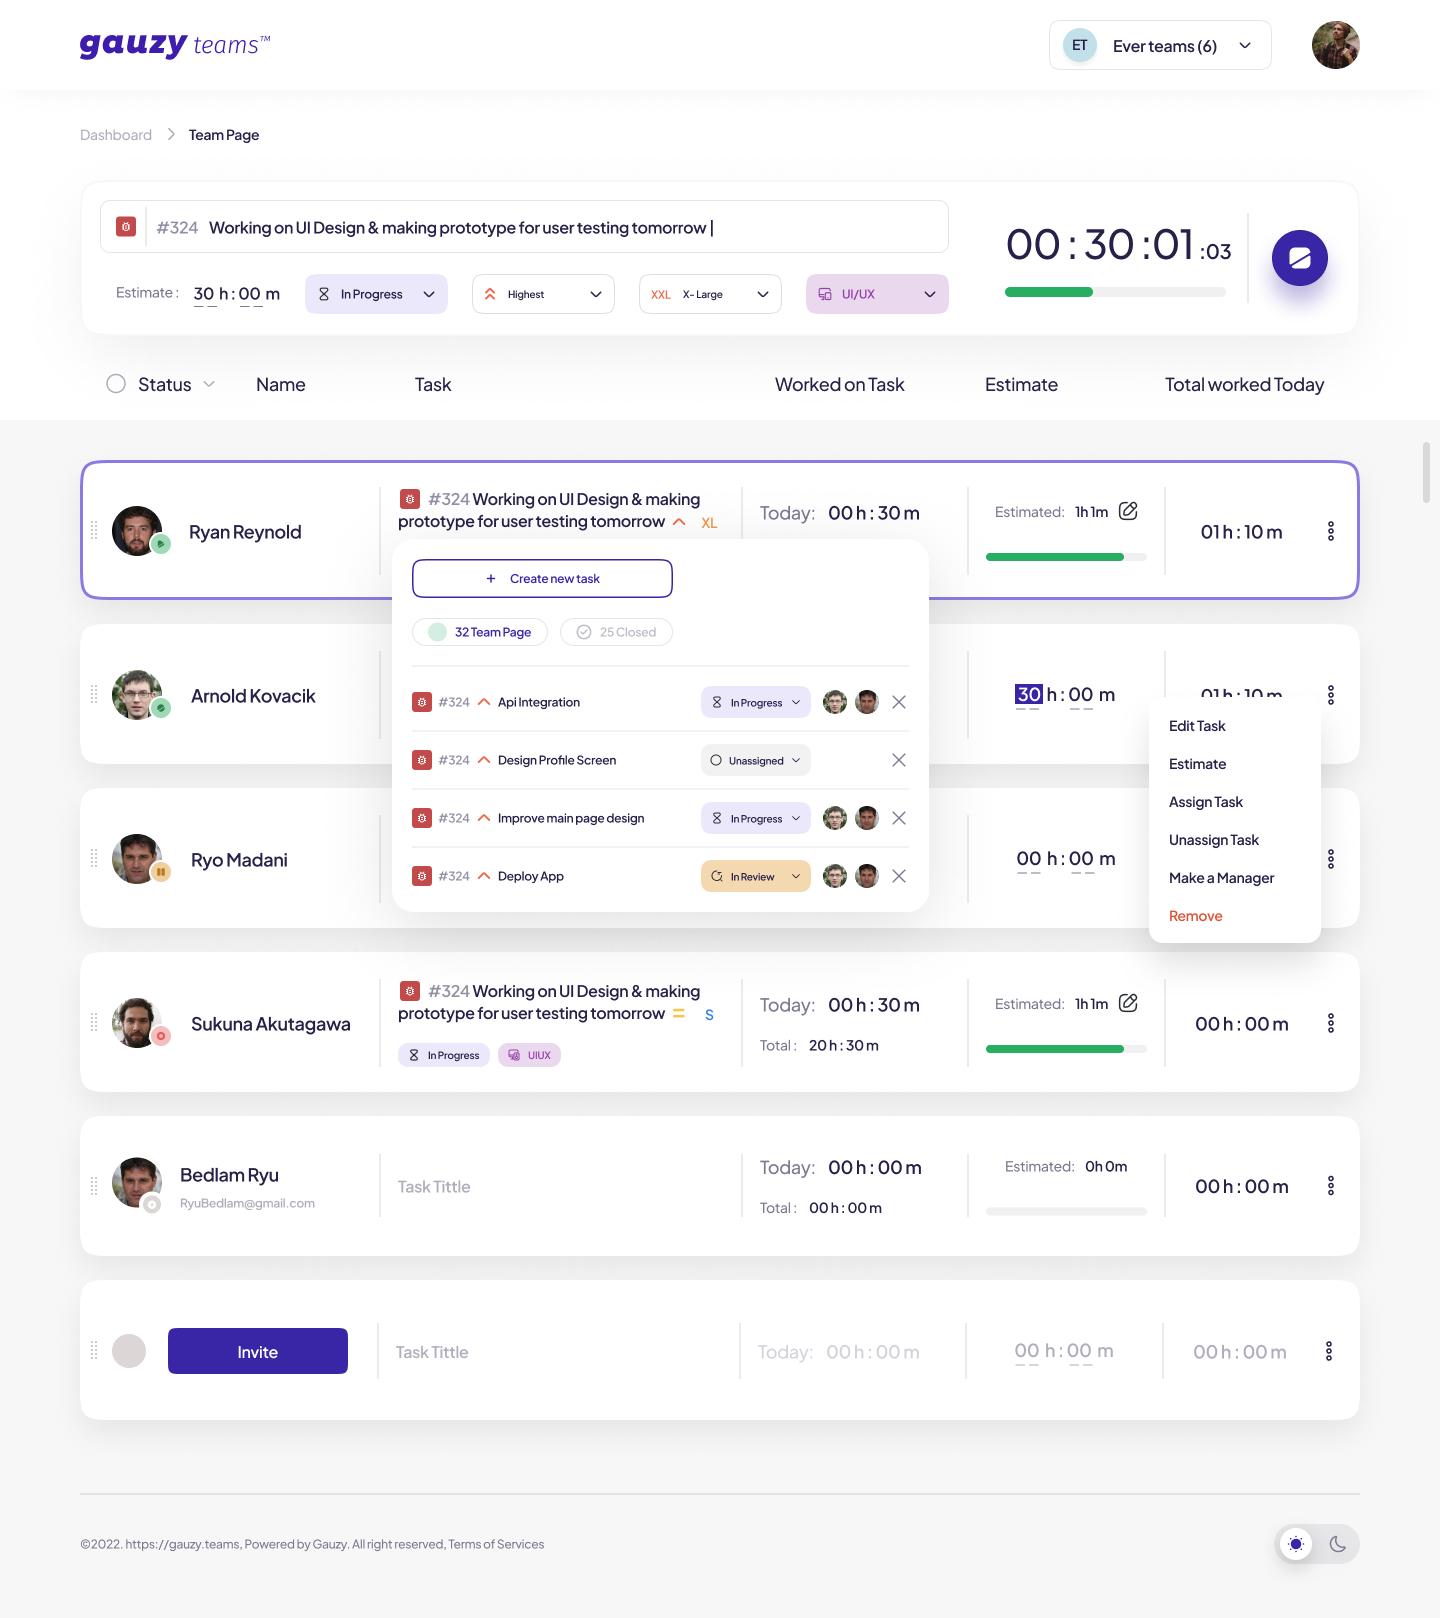 gauzy teams™
ET Ever teams (6)
Dashboard Team Page
#324 Working on UI Design & making prototype for user testing tomorrow |
00 : 30 : 01 : 03
Estimate : 30 h : 00 m In Progress Highest XXL X- Large UI/UX
Status Name Task Worked on Task Estimate Total worked Today
#324 Working on UI Design & making
prototype for user testing tomorrow XL
Ryan Reynold
Today: 00 h : 30 m
Estimated: 1h 1m
01 h : 10 m
Create new task
32 Team Page 25 Closed
Arnold Kovacik
30 h : 00 m
01 h : 10 m
#324 Api Integration In Progress
#324 Design Profile Screen Unassigned
#324 Improve main page design In Progress
#324 Deploy App In Review
Edit Task
Estimate
Assign Task
Unassign Task
Make a Manager
Remove
Ryo Madani
00 h : 00 m
#324 Working on UI Design & making
prototype for user testing tomorrow S
Sukuna Akutagawa
In Progress UIUX
Today: 00 h : 30 m
Total : 20 h : 30 m
Estimated: 1h 1m
00 h : 00 m
Bedlam Ryu
RyuBedlam@gmail.com
Task Tittle
Today: 00 h : 00 m
Total : 00 h : 00 m
Estimated: 0h 0m
00 h : 00 m
Invite Task Tittle Today: 00 h : 00 m 00 h : 00 m 00 h : 00 m
©2022. https://gauzy.teams, Powered by Gauzy. All right reserved, Terms of Services